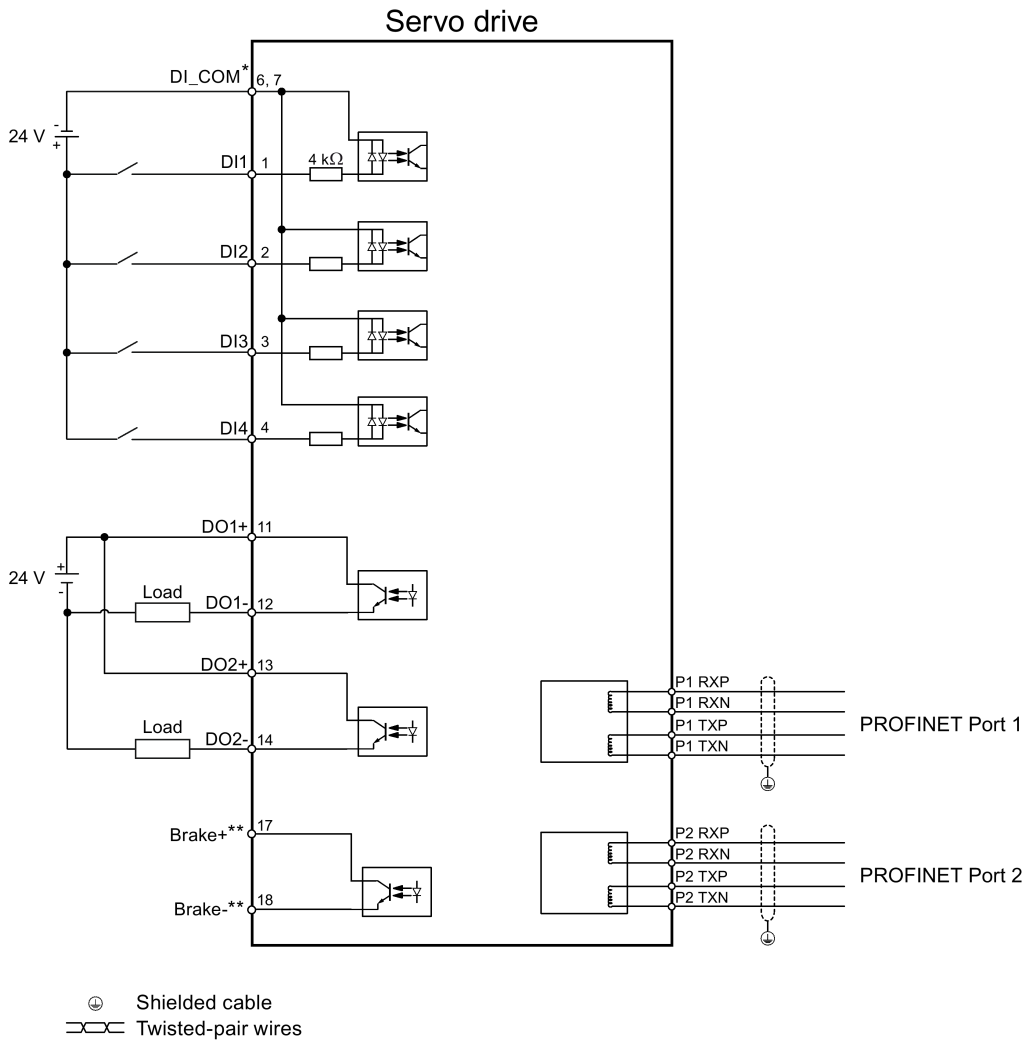 Servo drive
DI_COM* 6, 7
24 V - +
DI1 1 4 kΩ
DI2 2
DI3 3
DI4 4
DO1+ 11
24 V + -
Load DO1- 12
DO2+ 13
Load DO2- 14
P1 RXP
P1 RXN
P1 TXP
P1 TXN
PROFINET Port 1
Brake+** 17
Brake-** 18
P2 RXP
P2 RXN
P2 TXP
P2 TXN
PROFINET Port 2
Shielded cable
Twisted-pair wires